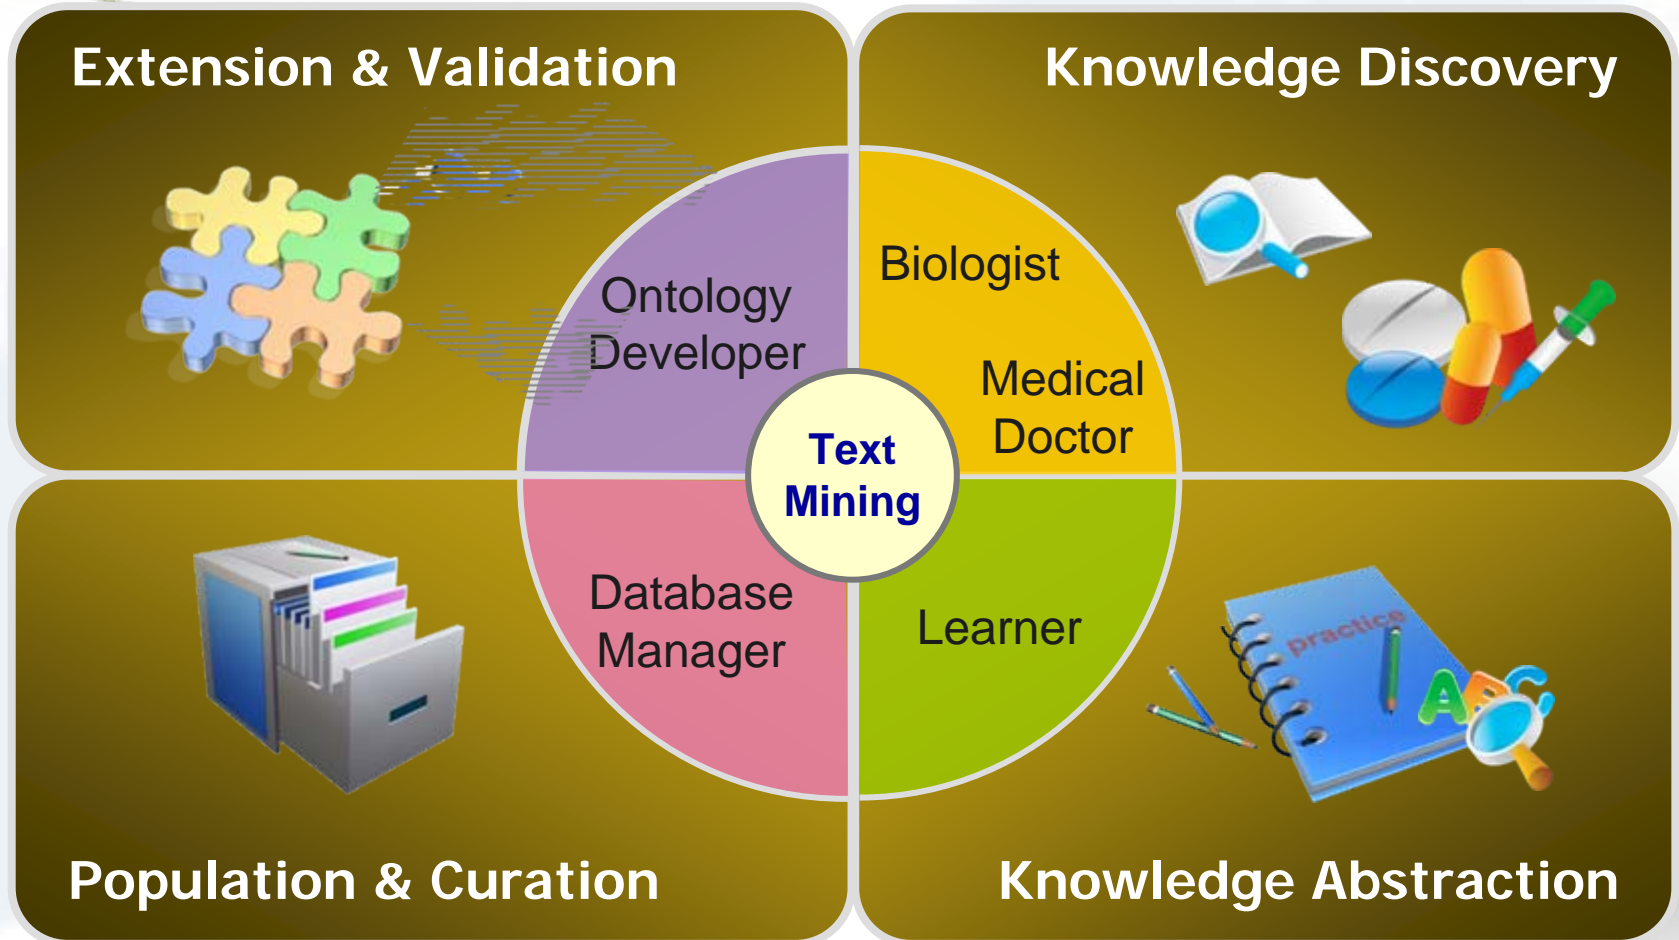 Extension & Validation
Knowledge Discovery
Ontology
Developer
Biologist
Medical
Doctor
Text
Mining
Database
Manager
Learner
practice
ABC
Population & Curation
Knowledge Abstraction